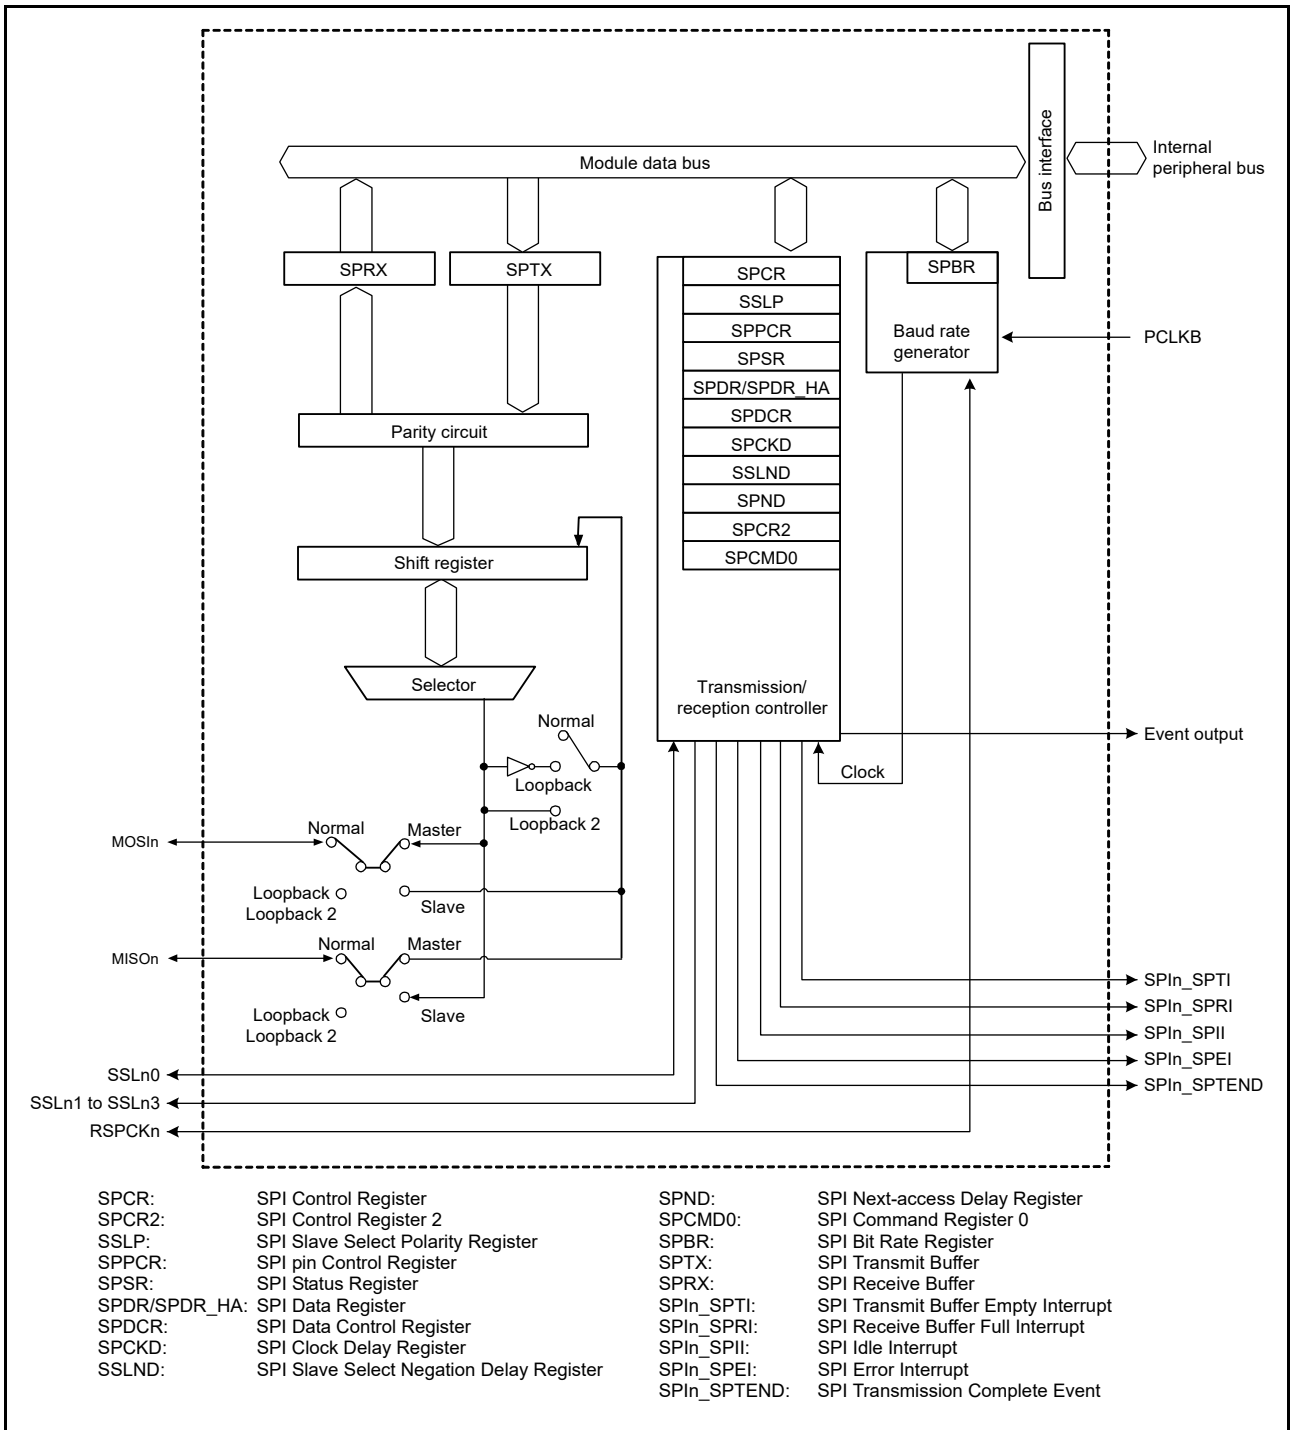 Bus interface
Internal
peripheral bus
Module data bus
SPRX
SPTX
SPCR
SSLP
SPPCR
SPSR
SPDR/SPDR_HA
SPDCR
SPCKD
SSLND
SPND
SPCR2
SPCMD0
SPBR
Baud rate
generator
PCLKB
Parity circuit
Shift register
Selector
Transmission/
reception controller
Normal
Loopback
Loopback 2
Clock
Event output
MOSIn
Normal
Master
Loopback
Loopback 2
Slave
MISOn
Normal
Master
Loopback
Loopback 2
Slave
SSLn0
SSLn1 to SSLn3
RSPCKn
SPIn_SPTI
SPIn_SPRI
SPIn_SPII
SPIn_SPEI
SPIn_SPTEND
SPCR: SPI Control Register
SPCR2: SPI Control Register 2
SSLP: SPI Slave Select Polarity Register
SPPCR: SPI pin Control Register
SPSR: SPI Status Register
SPDR/SPDR_HA: SPI Data Register
SPDCR: SPI Data Control Register
SPCKD: SPI Clock Delay Register
SSLND: SPI Slave Select Negation Delay Register
SPND: SPI Next-access Delay Register
SPCMD0: SPI Command Register 0
SPBR: SPI Bit Rate Register
SPTX: SPI Transmit Buffer
SPRX: SPI Receive Buffer
SPIn_SPTI: SPI Transmit Buffer Empty Interrupt
SPIn_SPRI: SPI Receive Buffer Full Interrupt
SPIn_SPII: SPI Idle Interrupt
SPIn_SPEI: SPI Error Interrupt
SPIn_SPTEND: SPI Transmission Complete Event